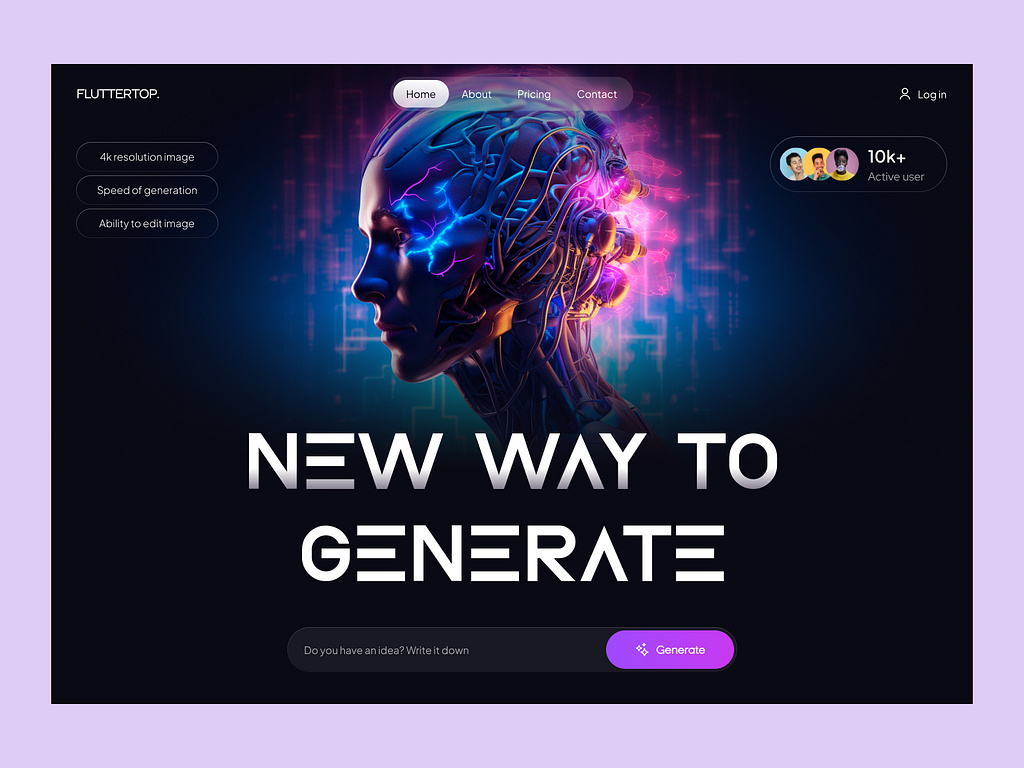 FLUTTERTOP.
Home About Pricing Contact
Log in
4k resolution image
Speed of generation
Ability to edit image
10k+
Active user
NEW WAY TO
GENERATE
Do you have an idea? Write it down
Generate